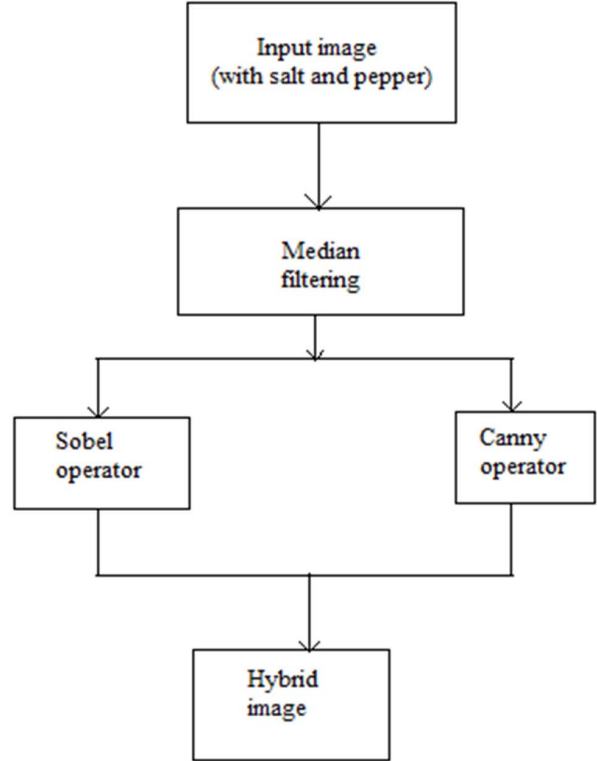 Input image
(with salt and pepper)
Median
filtering
Sobel
operator
Canny
operator
Hybrid
image